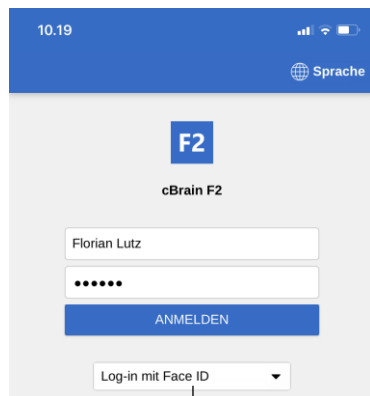 10.19
Sprache
F2
cBrain F2
Florian Lutz
●●●●●●
ANMELDEN
Log-in mit Face ID